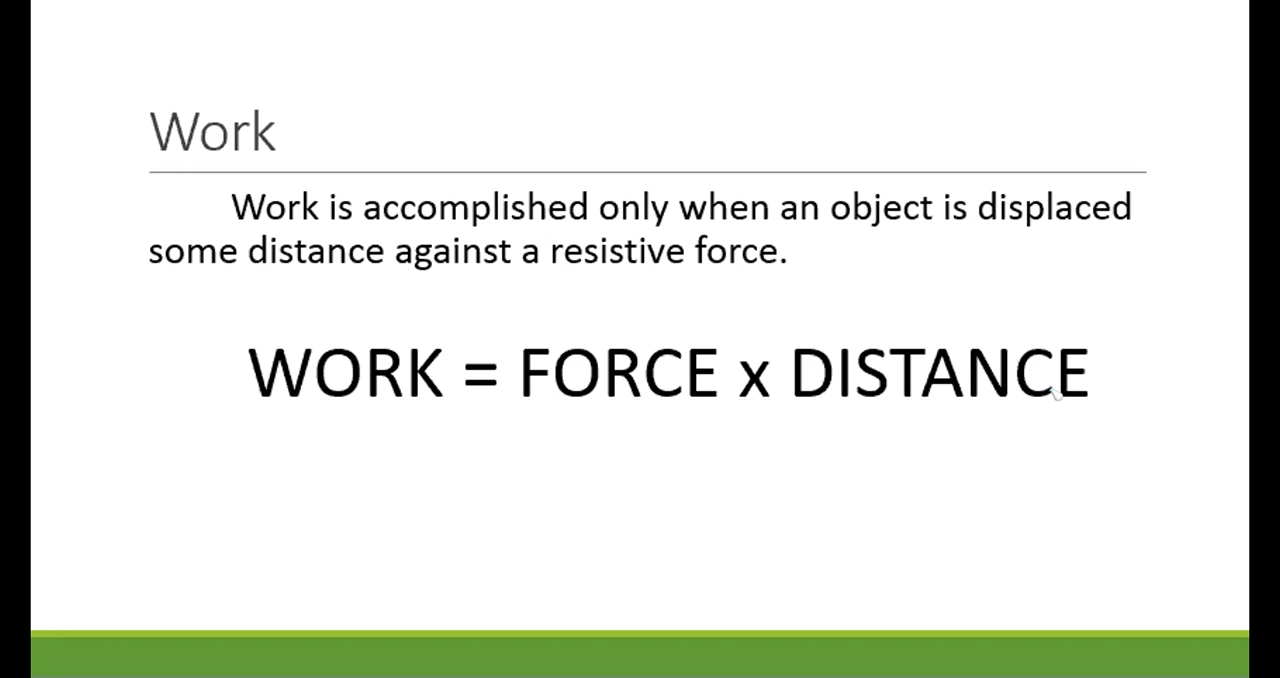 Work
Work is accomplished only when an object is displaced
some distance against a resistive force.
WORK = FORCE x DISTANCE